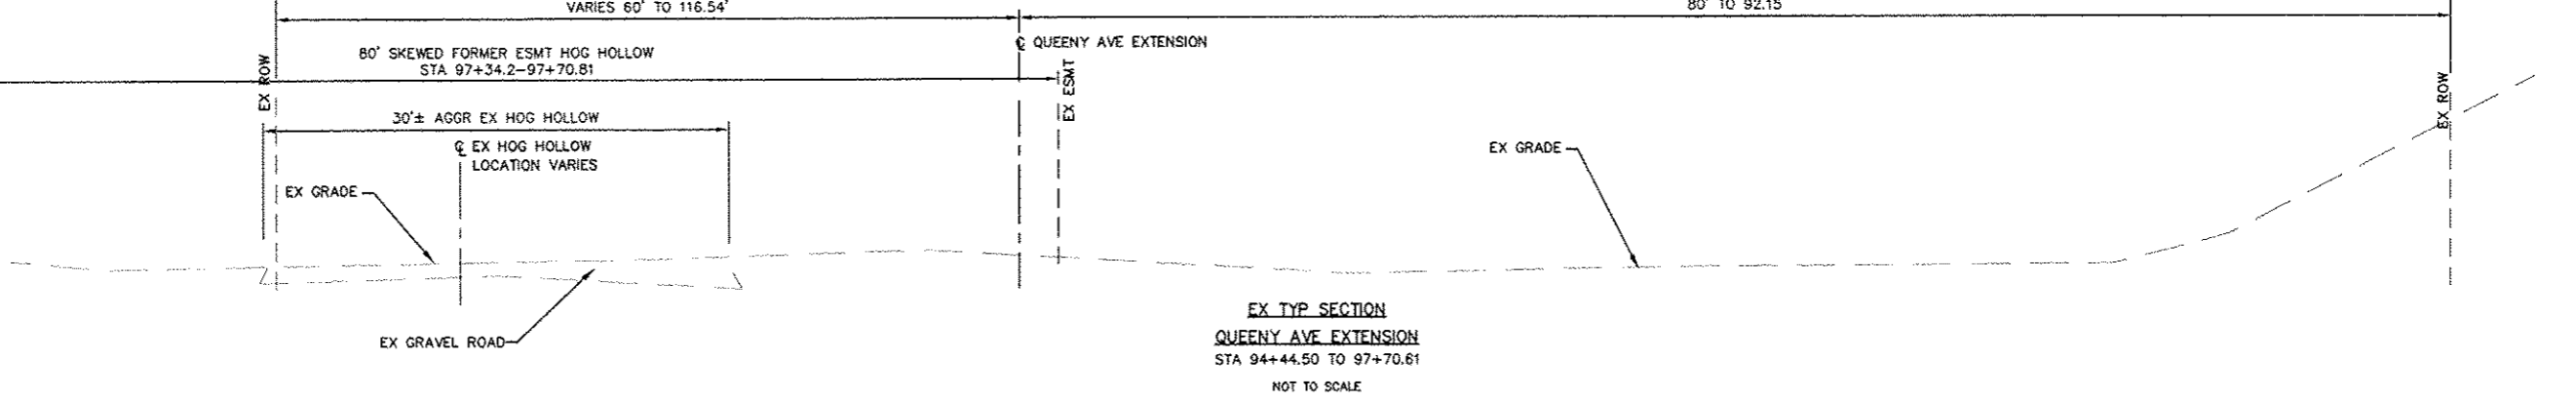 VARIES 60' TO 116.54'
80' TO 92.15'
℄ QUEENY AVE EXTENSION
80' SKEWED FORMER ESMT HOG HOLLOW
STA 97+34.2-97+70.81
EX ROW
EX ESMT
EX ROW
30'± AGGR EX HOG HOLLOW
℄ EX HOG HOLLOW
LOCATION VARIES
EX GRADE
EX GRADE
EX GRAVEL ROAD
EX TYP SECTION
QUEENY AVE EXTENSION
STA 94+44.50 TO 97+70.61
NOT TO SCALE